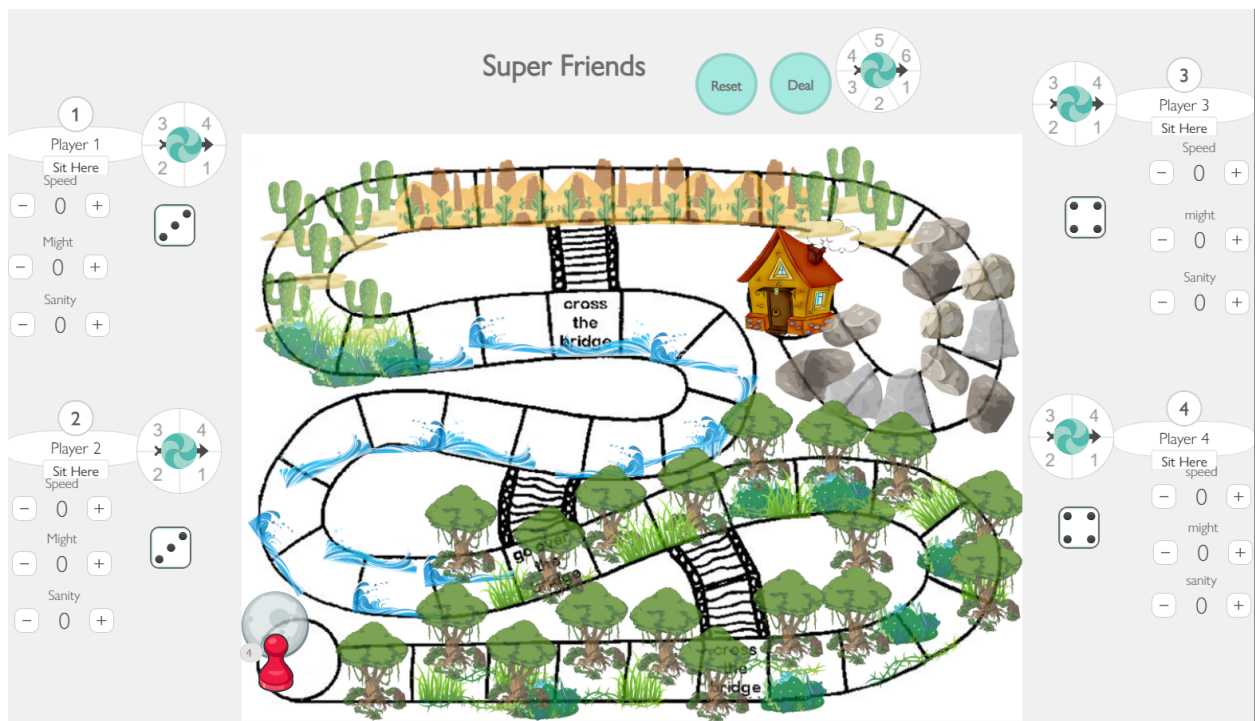 Super Friends
Reset
Deal
5
4
6
3
1
2
1
Player 1
Sit Here
3
4
2
1
Speed
− 0 +
Might
− 0 +
Sanity
− 0 +
2
Player 2
Sit Here
3
4
2
1
Speed
− 0 +
Might
− 0 +
Sanity
− 0 +
3
Player 3
Sit Here
3
4
2
1
Speed
− 0 +
might
− 0 +
Sanity
− 0 +
4
Player 4
Sit Here
3
4
2
1
speed
− 0 +
might
− 0 +
sanity
− 0 +
cross
the
bridge
go over
the
cross
the
bridge
4